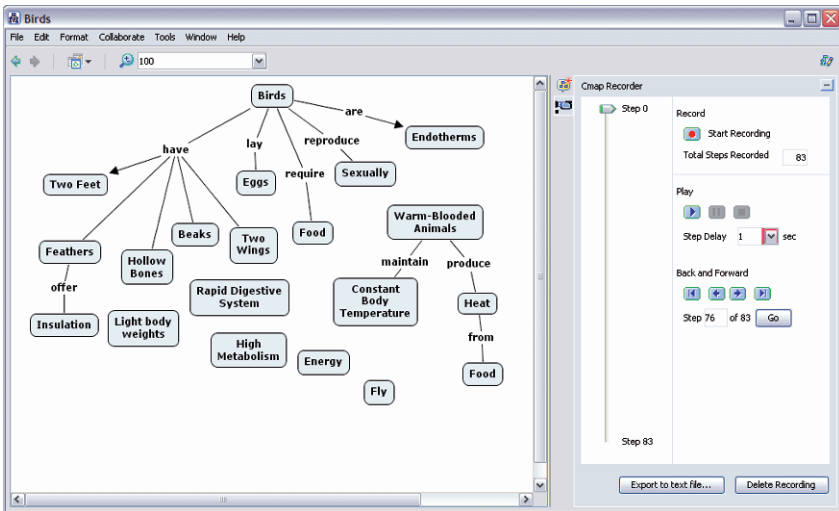 Birds
File Edit Format Collaborate Tools Window Help
100
Birds
are
Endotherms
have
lay
reproduce
Two Feet
Eggs
require
Sexually
Beaks
Two
Wings
Food
Warm-Blooded
Animals
Feathers
Hollow
Bones
maintain
produce
offer
Rapid Digestive
System
Constant
Body
Temperature
Heat
Insulation
Light body
weights
from
High
Metabolism
Energy
Food
Fly
Cmap Recorder
Step 0
Step 83
Record
Start Recording
Total Steps Recorded 83
Play
Step Delay 1 sec
Back and Forward
Step 76 of 83 Go
Export to text file... Delete Recording